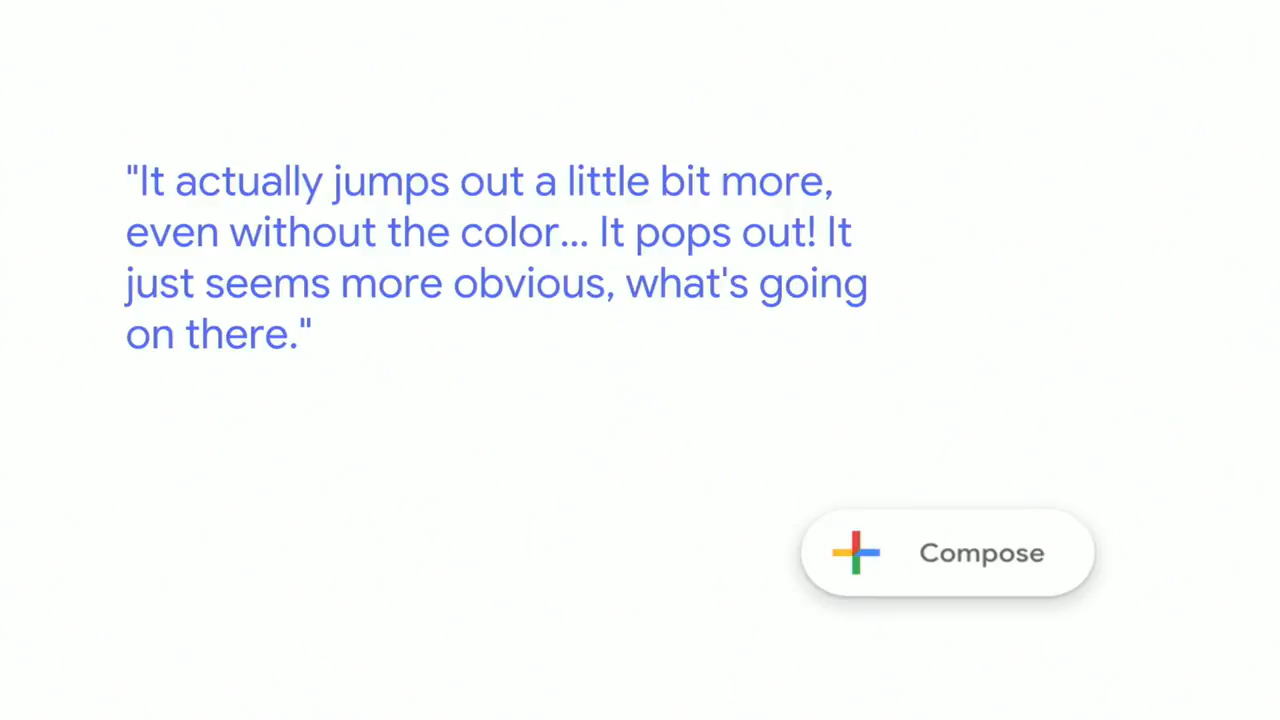 "It actually jumps out a little bit more,
even without the color... It pops out! It
just seems more obvious, what's going
on there."
Compose